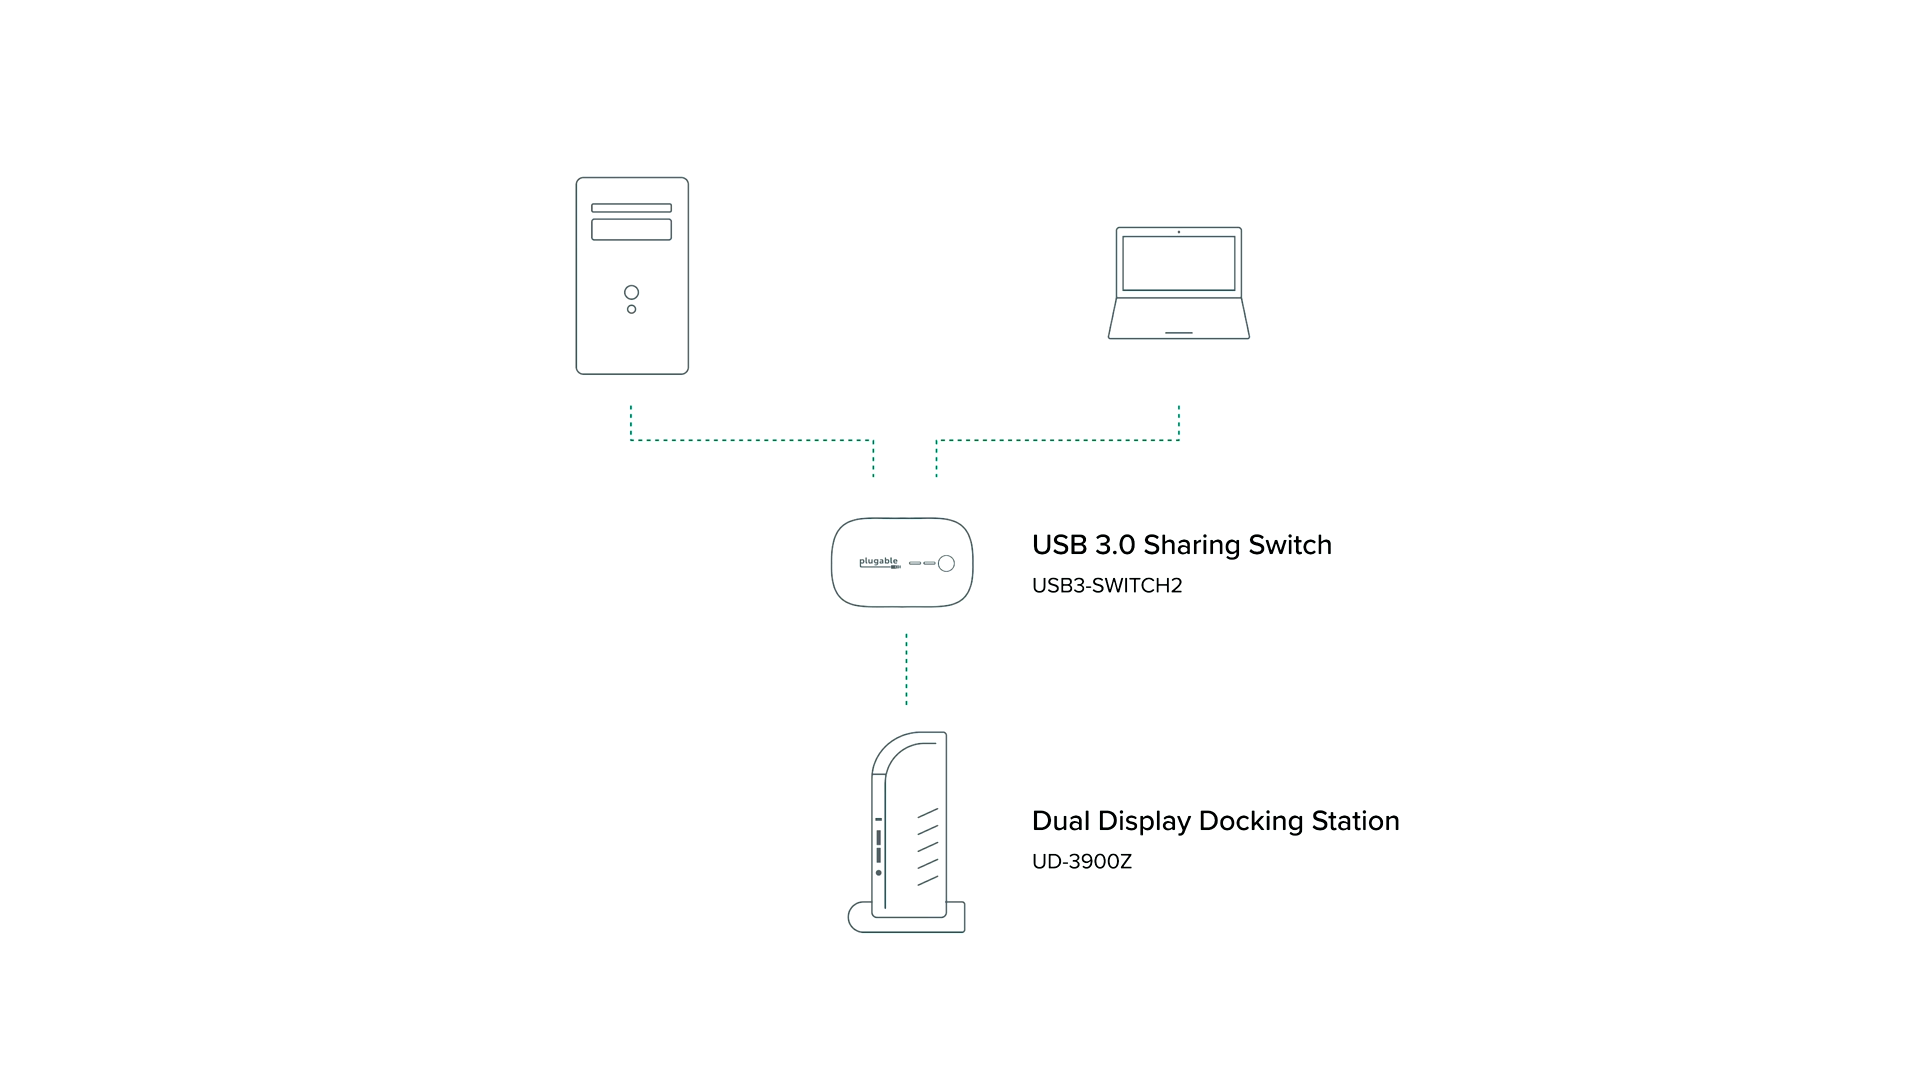 plugable
USB 3.0 Sharing Switch
USB3-SWITCH2
Dual Display Docking Station
UD-3900Z